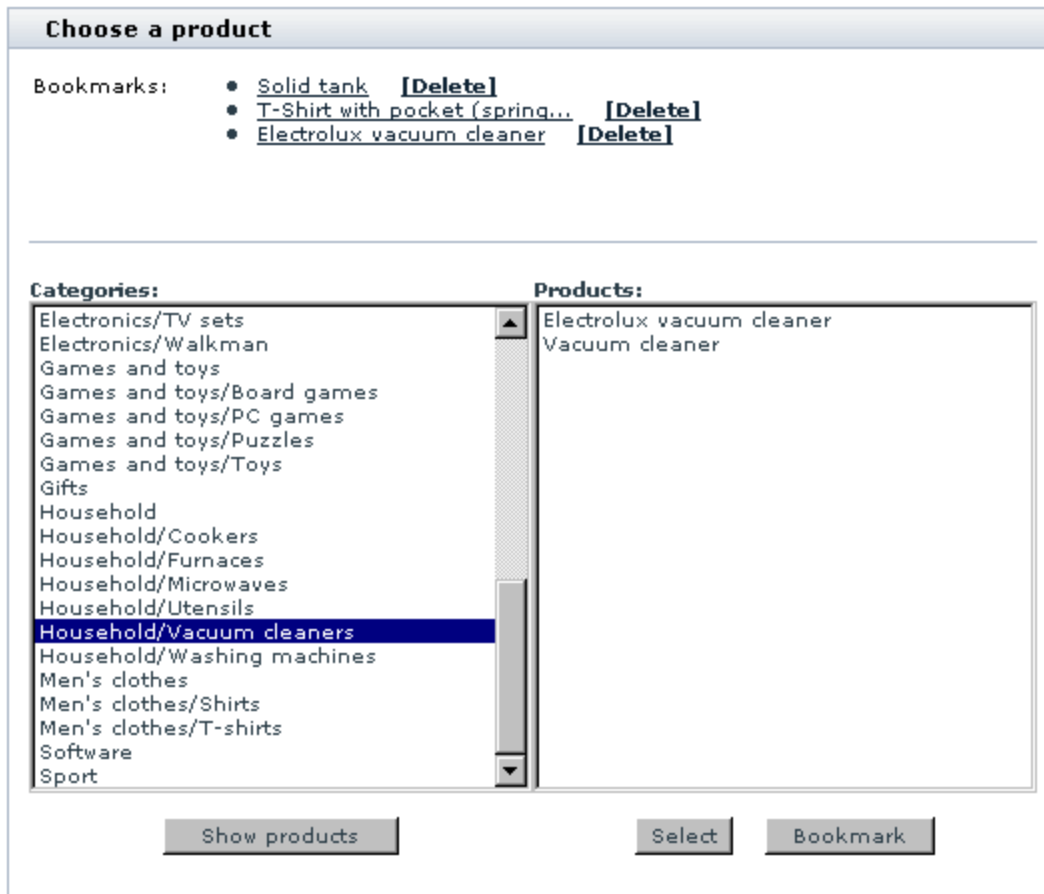 Choose a product
Bookmarks:
• Solid tank [Delete]
• T-Shirt with pocket (spring... [Delete]
• Electrolux vacuum cleaner [Delete]
Categories:
Electronics/TV sets
Electronics/Walkman
Games and toys
Games and toys/Board games
Games and toys/PC games
Games and toys/Puzzles
Games and toys/Toys
Gifts
Household
Household/Cookers
Household/Furnaces
Household/Microwaves
Household/Utensils
Household/Vacuum cleaners
Household/Washing machines
Men's clothes
Men's clothes/Shirts
Men's clothes/T-shirts
Software
Sport
Show products
Products:
Electrolux vacuum cleaner
Vacuum cleaner
Select
Bookmark